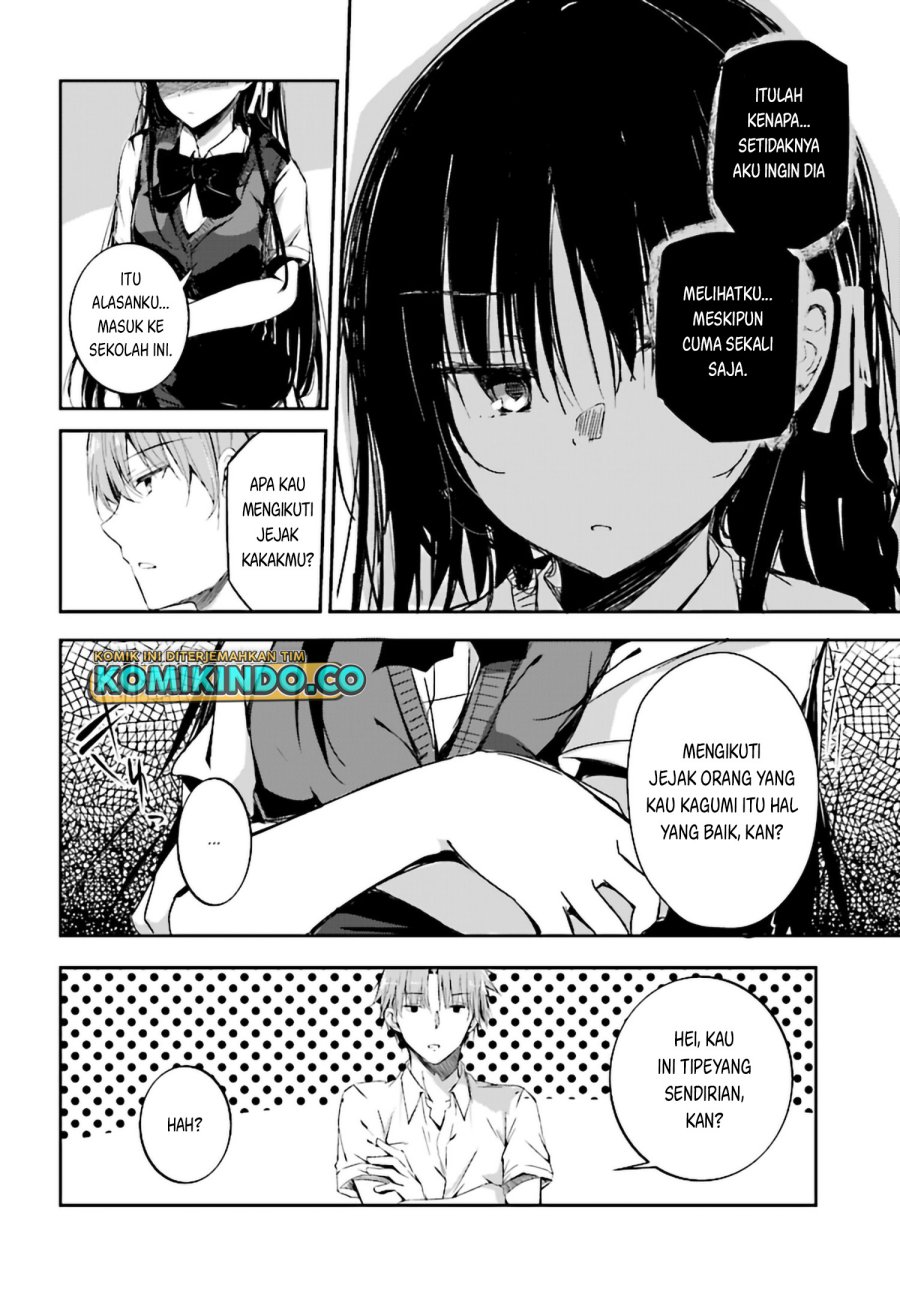 ITULAH
KENAPA...
SETIDAKNYA
AKU INGIN DIA
MELIHATKU...
MESKIPUN
CUMA SEKALI
SAJA.
ITU
ALASANKU...
MASUK KE
SEKOLAH INI.
APA KAU
MENGIKUTI
JEJAK
KAKAKMU?
KOMIK INI DITERJEMAHKAN TIM
KOMIKINDO.CO
MENGIKUTI
JEJAK ORANG YANG
KAU KAGUMI ITU HAL
YANG BAIK, KAN?
...
HEI, KAU
INI TIPEYANG
SENDIRIAN,
KAN?
HAH?